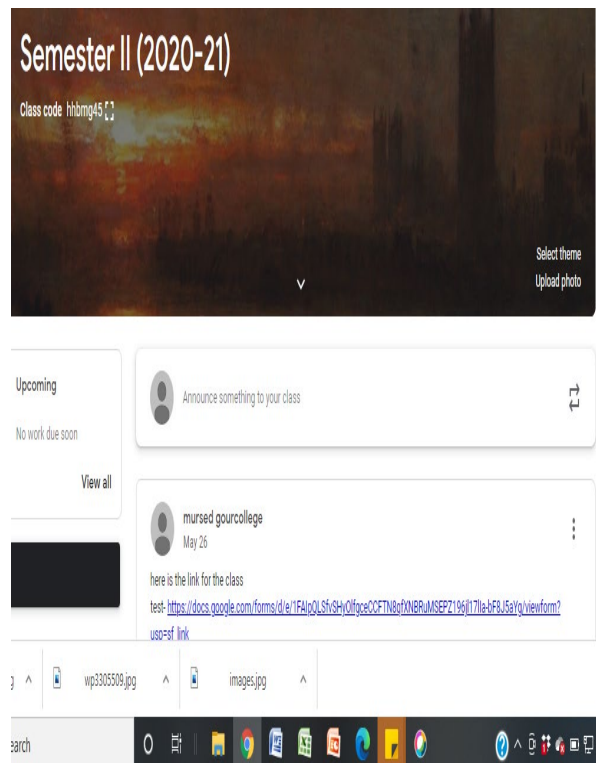 Semester II (2020-21)
Class code hhbmg45
Select theme
Upload photo
Upcoming
No work due soon
View all
Announce something to your class
mursed gourcollege
May 26
here is the link for the class
test- https://docs.google.com/forms/d/e/1FAIpQLSfvSHyOlfgceCCFTN8qfXNBRuMSEPZ196jl17lla-bF8J5aYg/viewform?
usp=sf_link
wp3305509.jpg
images.jpg
earch